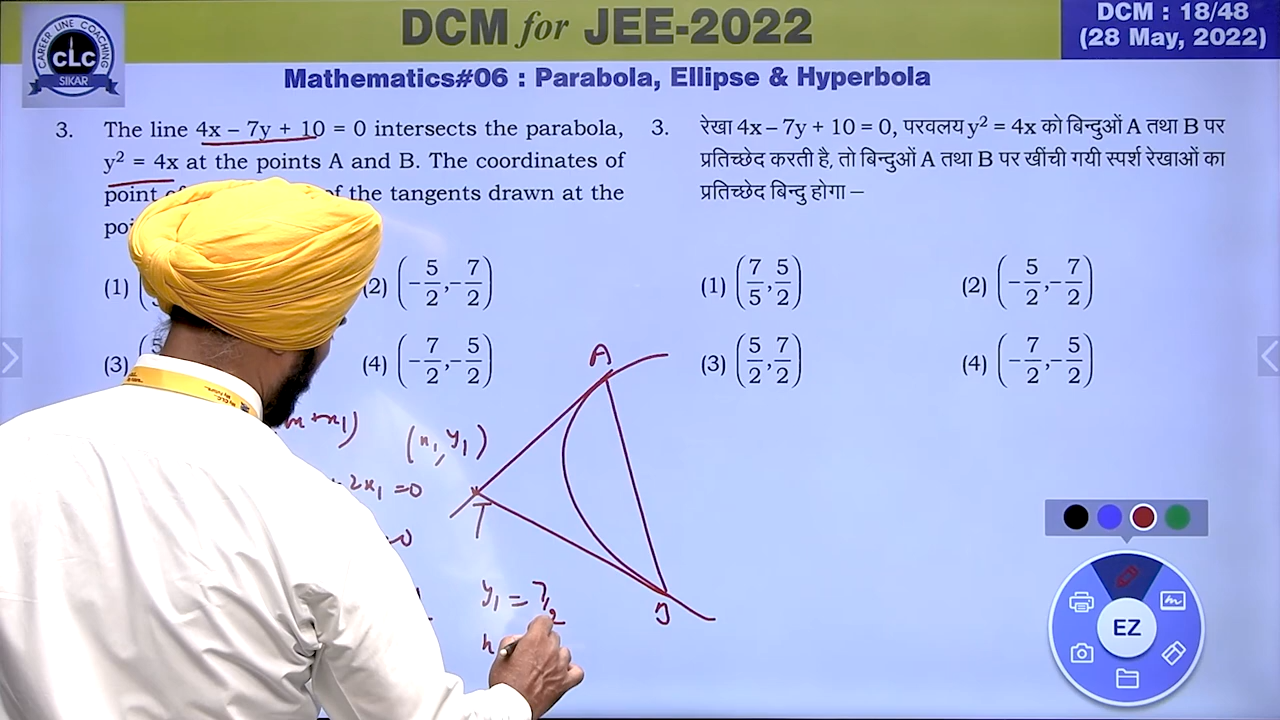 DCM for JEE-2022
DCM : 18/48
(28 May, 2022)
CAREER LINE COACHING
CLC
SIKAR
Mathematics#06 : Parabola, Ellipse & Hyperbola
3. The line 4x – 7y + 10 = 0 intersects the parabola,
y² = 4x at the points A and B. The coordinates of
point of the tangents drawn at the
(1)
(2) (-5/2, -7/2)
(3)
(4) (-7/2, -5/2)
3. रेखा 4x – 7y + 10 = 0, परवलय y² = 4x को बिन्दुओं A तथा B पर
प्रतिच्छेद करती है, तो बिन्दुओं A तथा B पर खींची गयी स्पर्श रेखाओं का
प्रतिच्छेद बिन्दु होगा –
(1) (7/5, 5/2)
(2) (-5/2, -7/2)
(3) (5/2, 7/2)
(4) (-7/2, -5/2)
A
+x₁)
(x₁, y₁)
2x₁ = 0
T
= 0
y₁ = 7/2
B
EZ